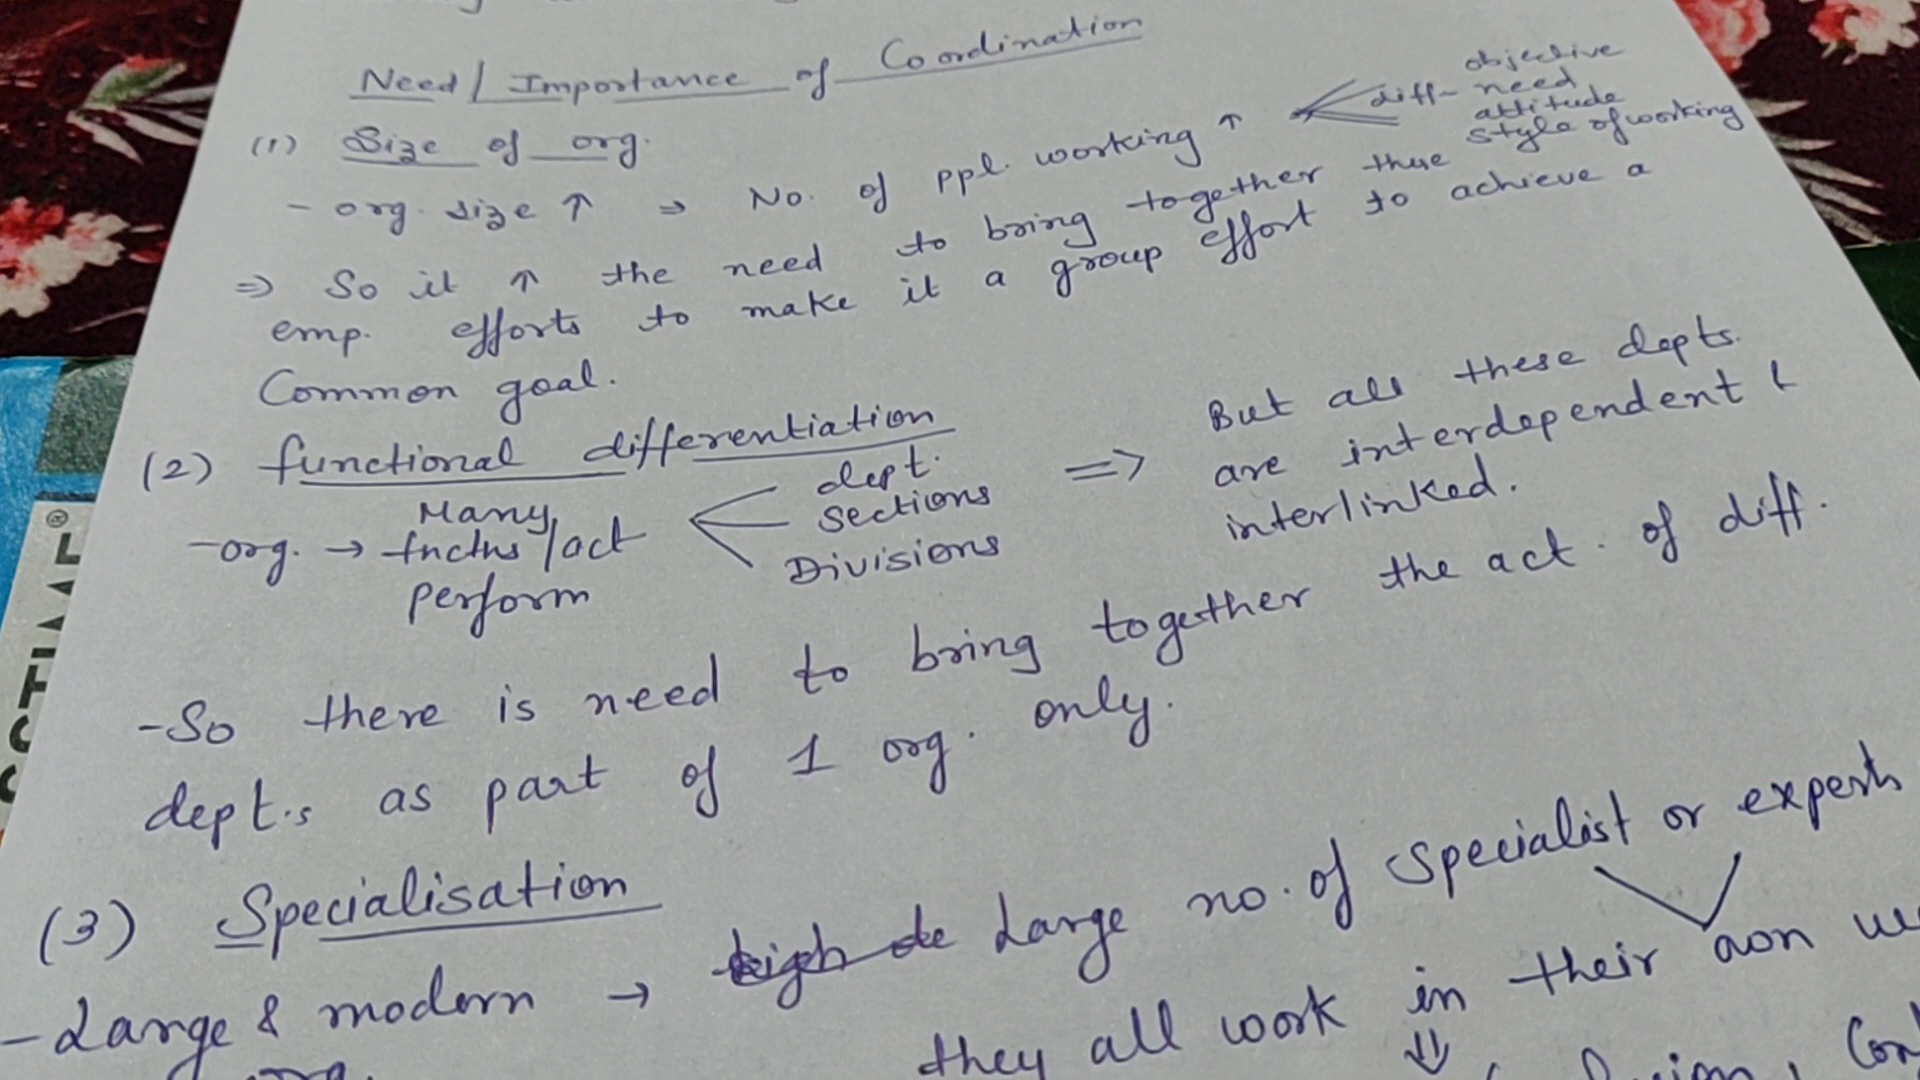 Need / Importance of Coordination
(1) Size of org.
- org. size ↑ ⇒ No. of ppl. working ↑
diff- objective
need
attitude
style of working
⇒ So it ↑ the need to bring together these
emp. efforts to make it a group effort to achieve a
Common goal.
(2) functional differentiation
- org. → Many fnctns / act perform
dept.
Sections
Divisions
⇒ But all these depts.
are interdependent &
interlinked.
- So there is need to bring together the act. of diff.
dept.s as part of 1 org. only.
(3) Specialisation
- Large & modern → Large no. of Specialist or experts
org.
they all work in their own